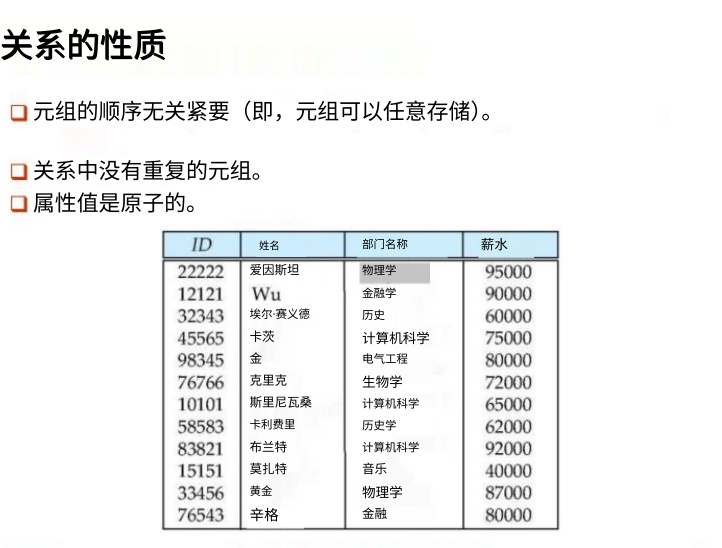 关系的性质
元组的顺序无关紧要（即，元组可以任意存储）。
关系中没有重复的元组。
属性值是原子的。
ID 姓名 部门名称 薪水
22222 爱因斯坦 物理学 95000
12121 Wu 金融学 90000
32343 埃尔·赛义德 历史 60000
45565 卡茨 计算机科学 75000
98345 金 电气工程 80000
76766 克里克 生物学 72000
10101 斯里尼瓦桑 计算机科学 65000
58583 卡利费里 历史学 62000
83821 布兰特 计算机科学 92000
15151 莫扎特 音乐 40000
33456 黄金 物理学 87000
76543 辛格 金融 80000